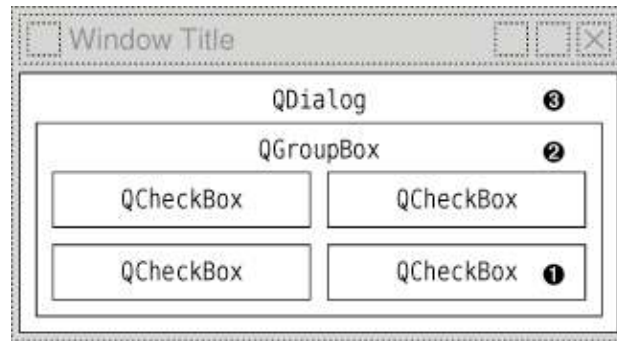 Window Title
QDialog ❸
QGroupBox ❷
QCheckBox QCheckBox
QCheckBox QCheckBox ❶